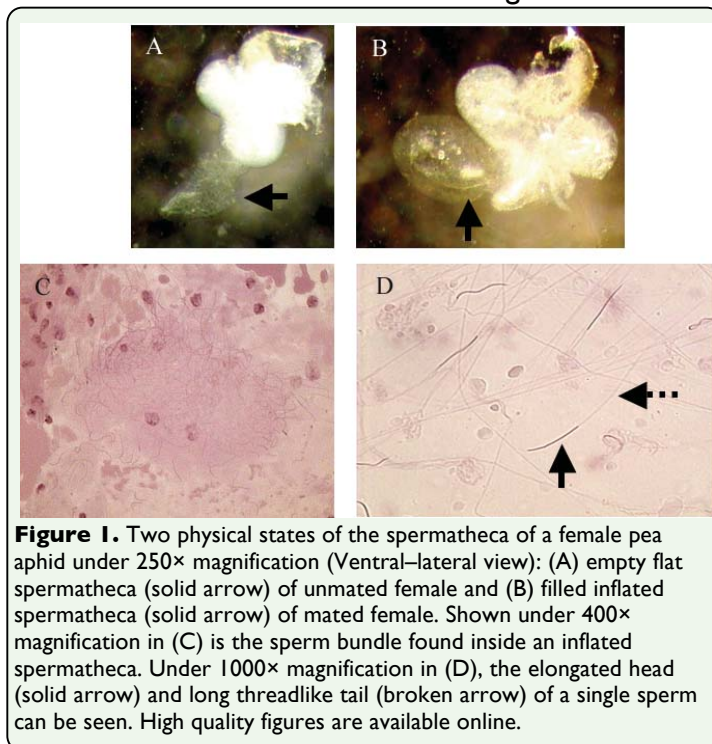 A
B
C
D
Figure 1. Two physical states of the spermatheca of a female pea
aphid under 250× magnification (Ventral–lateral view): (A) empty flat
spermatheca (solid arrow) of unmated female and (B) filled inflated
spermatheca (solid arrow) of mated female. Shown under 400×
magnification in (C) is the sperm bundle found inside an inflated
spermatheca. Under 1000× magnification in (D), the elongated head
(solid arrow) and long threadlike tail (broken arrow) of a single sperm
can be seen. High quality figures are available online.